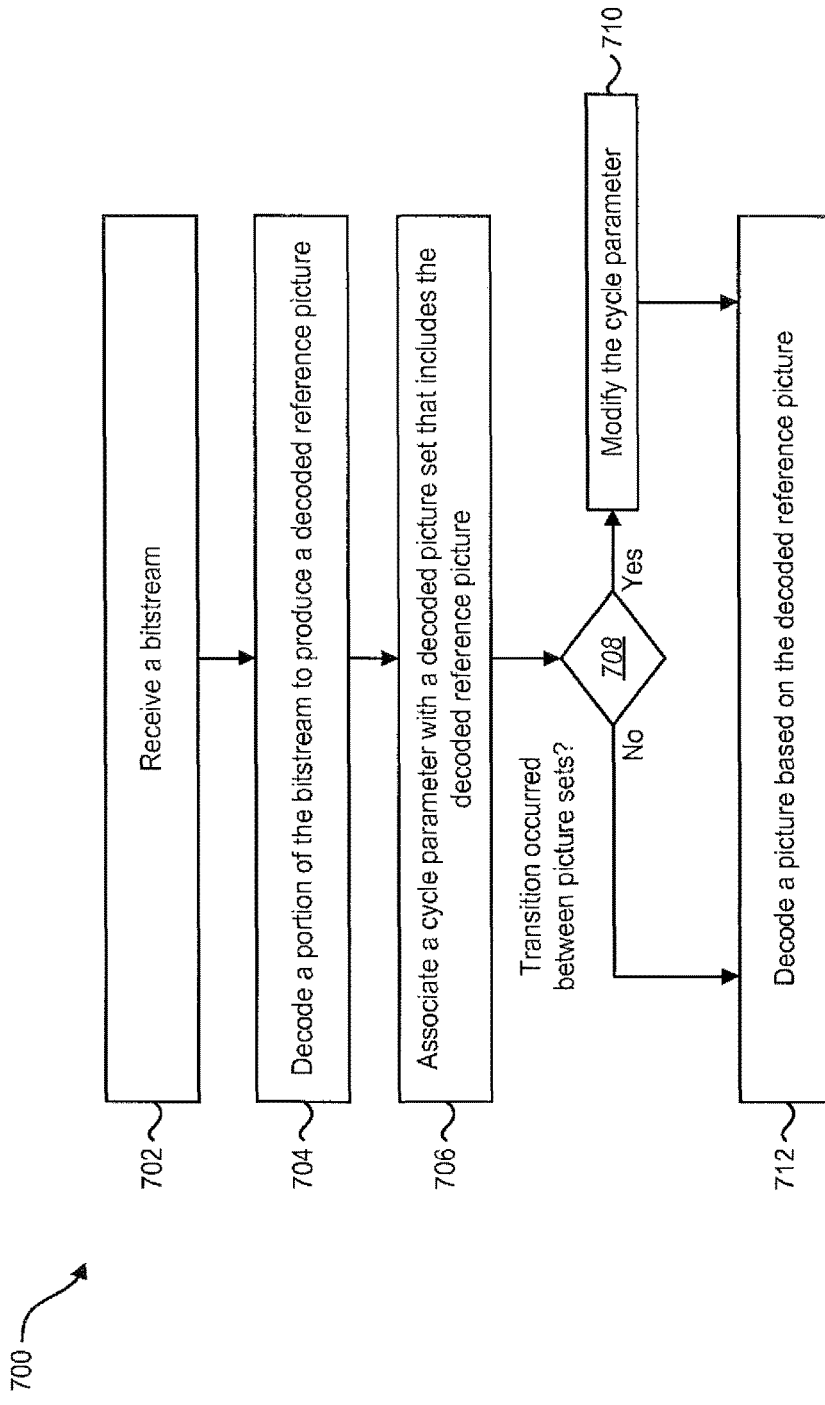 700
702
Receive a bitstream
704
Decode a portion of the bitstream to produce a decoded reference picture
706
Associate a cycle parameter with a decoded picture set that includes the
decoded reference picture
Transition occurred
between picture sets?
708
No
Yes
710
Modify the cycle parameter
712
Decode a picture based on the decoded reference picture